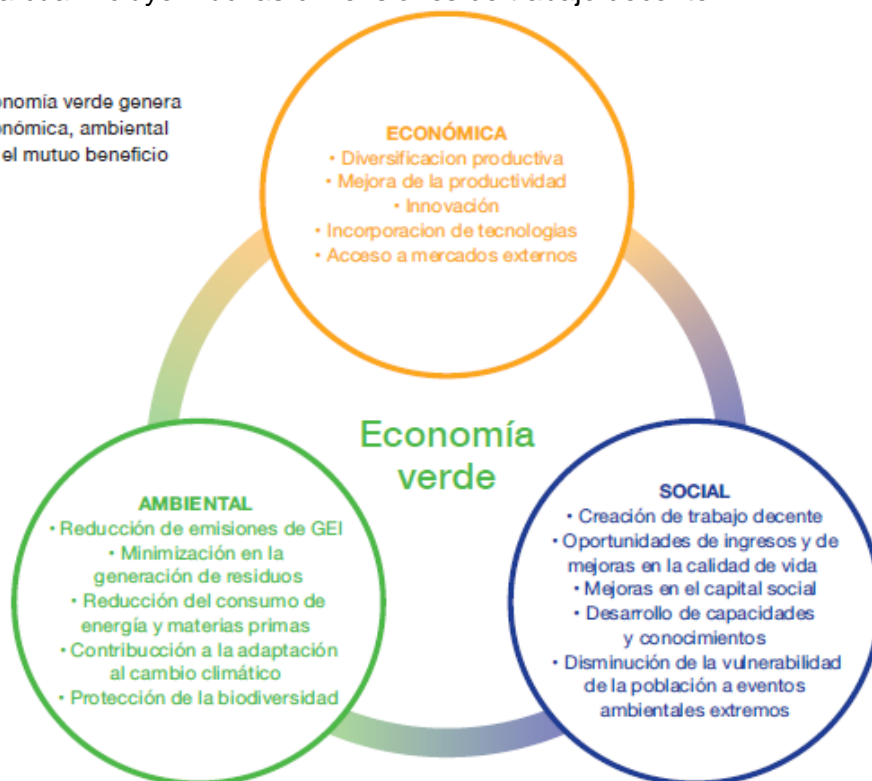 onomía verde genera
onómica, ambiental
el mutuo beneficio
ECONÓMICA
• Diversificacion productiva
• Mejora de la productividad
• Innovación
• Incorporacion de tecnologias
• Acceso a mercados externos
Economía
verde
AMBIENTAL
• Reducción de emisiones de GEI
• Minimización en la
generación de residuos
• Reducción del consumo de
energía y materias primas
• Contribucción a la adaptación
al cambio climático
• Protección de la biodiversidad
SOCIAL
• Creación de trabajo decente
• Oportunidades de ingresos y de
mejoras en la calidad de vida
• Mejoras en el capital social
• Desarrollo de capacidades
y conocimientos
• Disminución de la vulnerabilidad
de la población a eventos
ambientales extremos